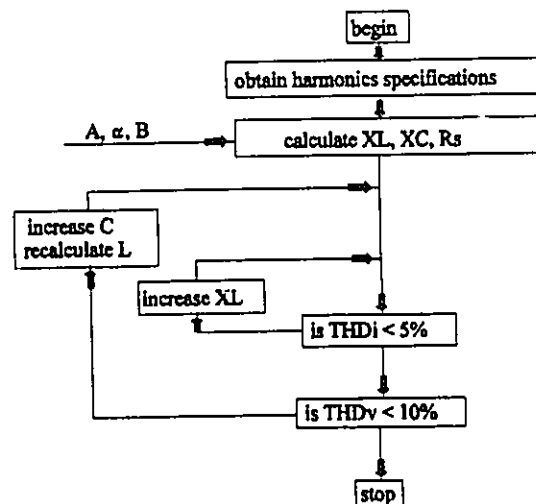 begin
obtain harmonics specifications
A, α, B
calculate XL, XC, Rs
increase C
recalculate L
increase XL
is THDi < 5%
is THDv < 10%
stop